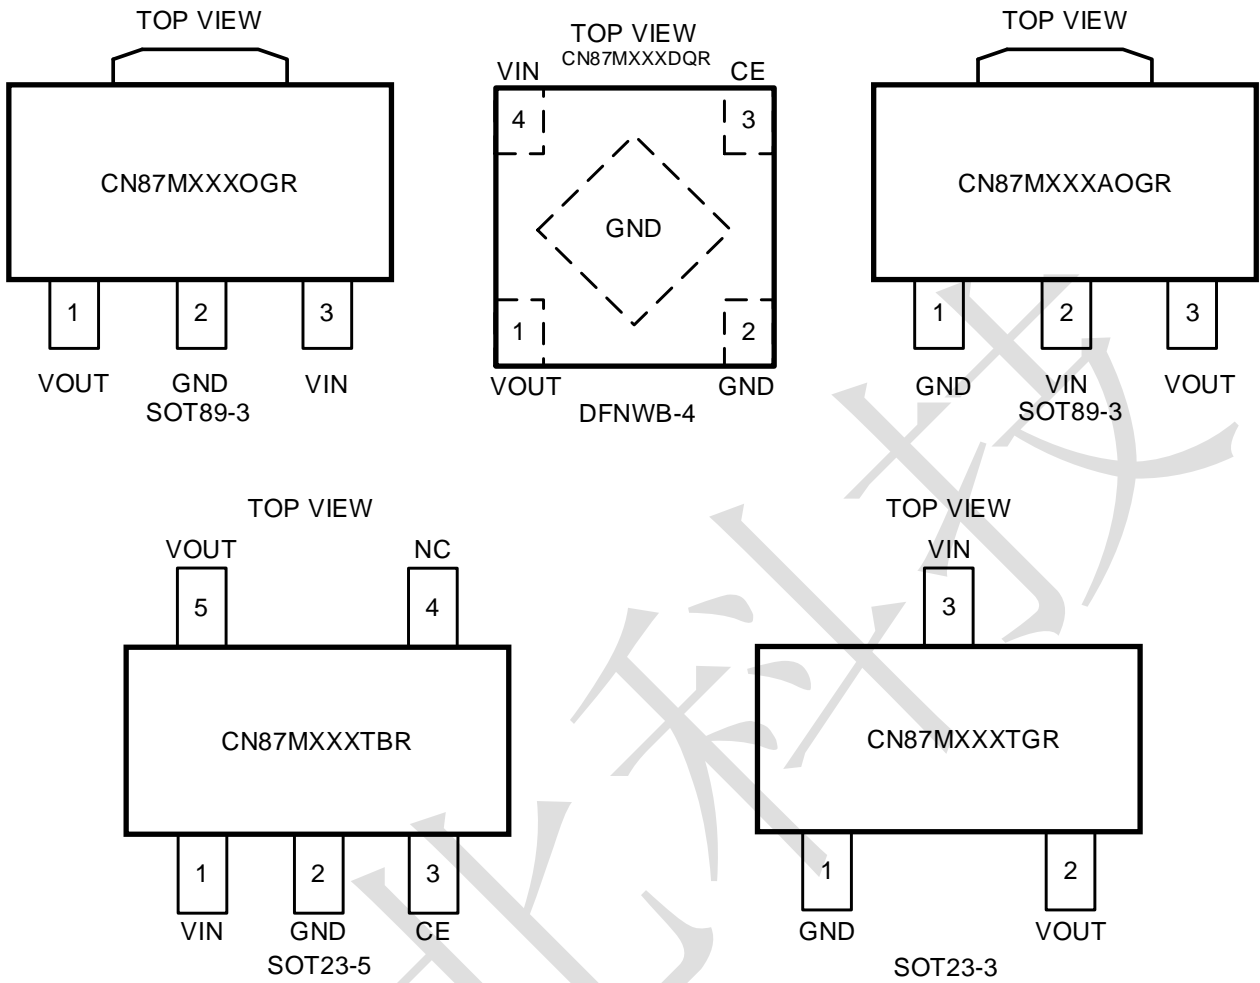 TOP VIEW
CN87MXXXOGR
1 2 3
VOUT GND VIN
SOT89-3
TOP VIEW
CN87MXXXDQR
VIN CE
4 3
GND
1 2
VOUT GND
DFNWB-4
TOP VIEW
CN87MXXXAOGR
1 2 3
GND VIN VOUT
SOT89-3
TOP VIEW
VOUT NC
5 4
CN87MXXXTBR
1 2 3
VIN GND CE
SOT23-5
TOP VIEW
VIN
3
CN87MXXXTGR
1 2
GND VOUT
SOT23-3
北科技